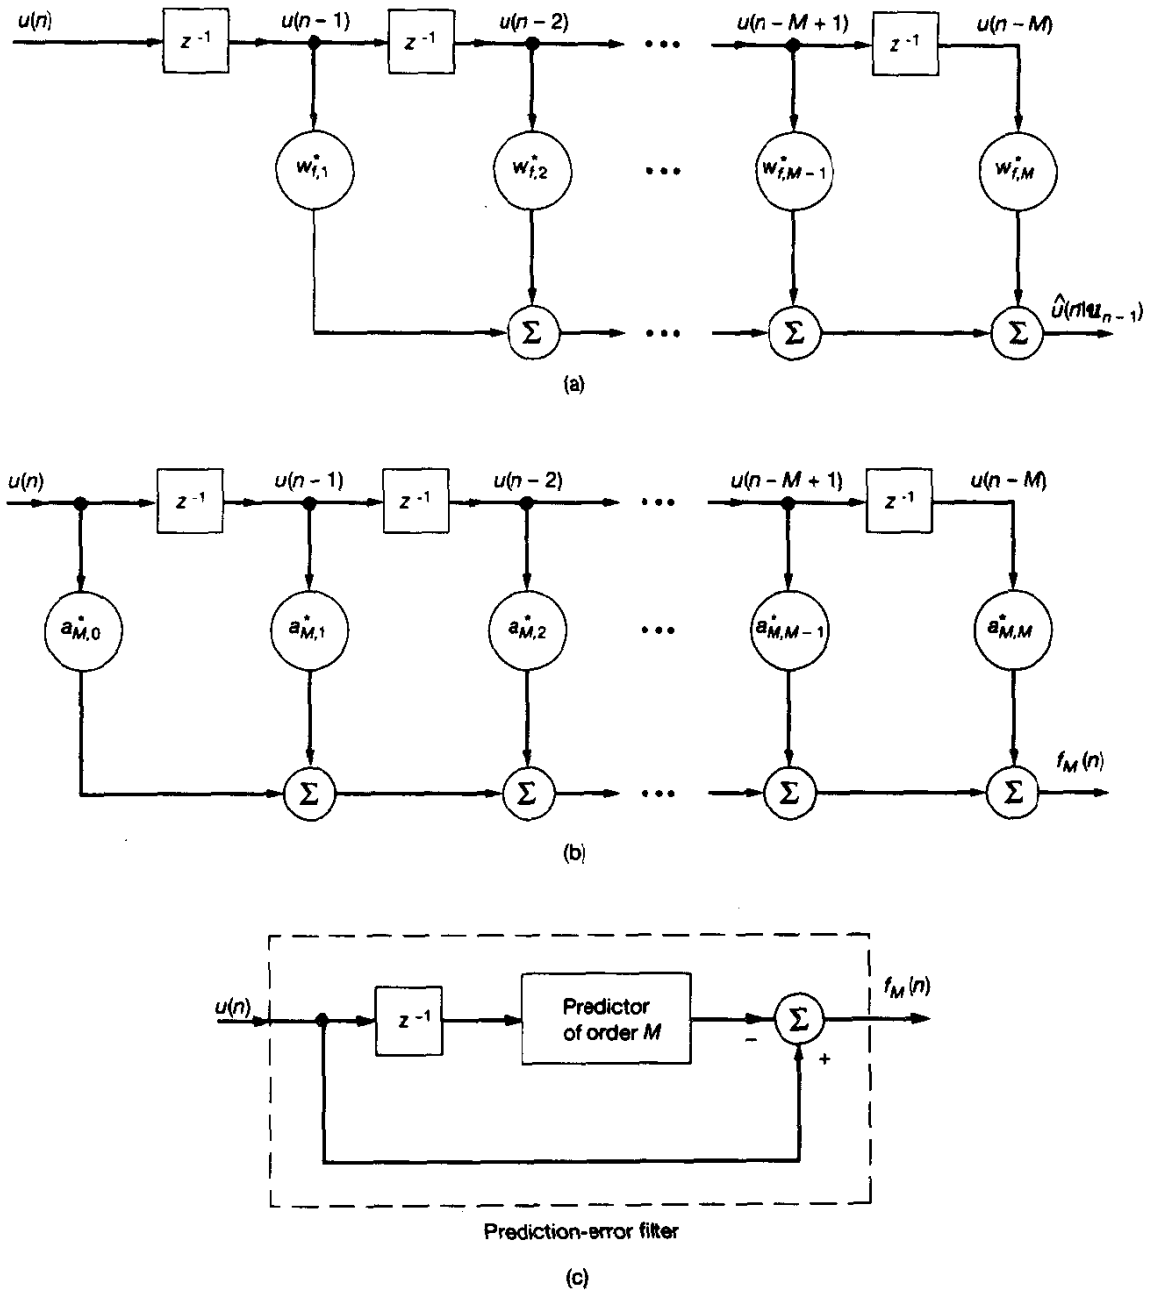 u(n) z⁻¹ u(n − 1) z⁻¹ u(n − 2) ••• u(n − M + 1) z⁻¹ u(n − M)
w*f,1 w*f,2 ••• w*f,M − 1 w*f,M
Σ ••• Σ Σ û(n|𝒰n − 1)
(a)
u(n) z⁻¹ u(n − 1) z⁻¹ u(n − 2) ••• u(n − M + 1) z⁻¹ u(n − M)
a*M,0 a*M,1 a*M,2 ••• a*M,M − 1 a*M,M
Σ Σ ••• Σ Σ fM(n)
(b)
u(n) z⁻¹ Predictor
of order M
− Σ + fM(n)
Prediction-error filter
(c)